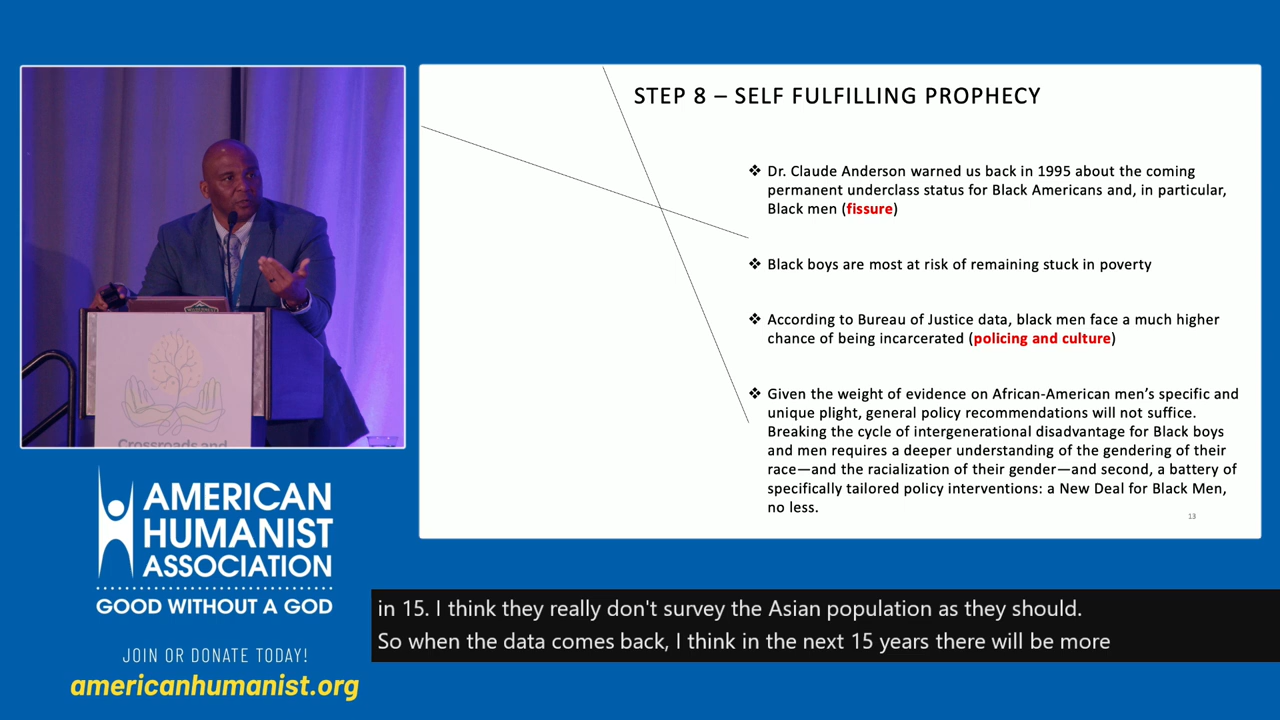 STEP 8 – SELF FULFILLING PROPHECY
❖ Dr. Claude Anderson warned us back in 1995 about the coming
permanent underclass status for Black Americans and, in particular,
Black men (fissure)
❖ Black boys are most at risk of remaining stuck in poverty
❖ According to Bureau of Justice data, black men face a much higher
chance of being incarcerated (policing and culture)
❖ Given the weight of evidence on African-American men’s specific and
unique plight, general policy recommendations will not suffice.
Breaking the cycle of intergenerational disadvantage for Black boys
and men requires a deeper understanding of the gendering of their
race—and the racialization of their gender—and second, a battery of
specifically tailored policy interventions: a New Deal for Black Men,
no less.
13
Crossroads and
AMERICAN
HUMANIST
ASSOCIATION
GOOD WITHOUT A GOD
JOIN OR DONATE TODAY!
americanhumanist.org
in 15. I think they really don't survey the Asian population as they should.
So when the data comes back, I think in the next 15 years there will be more